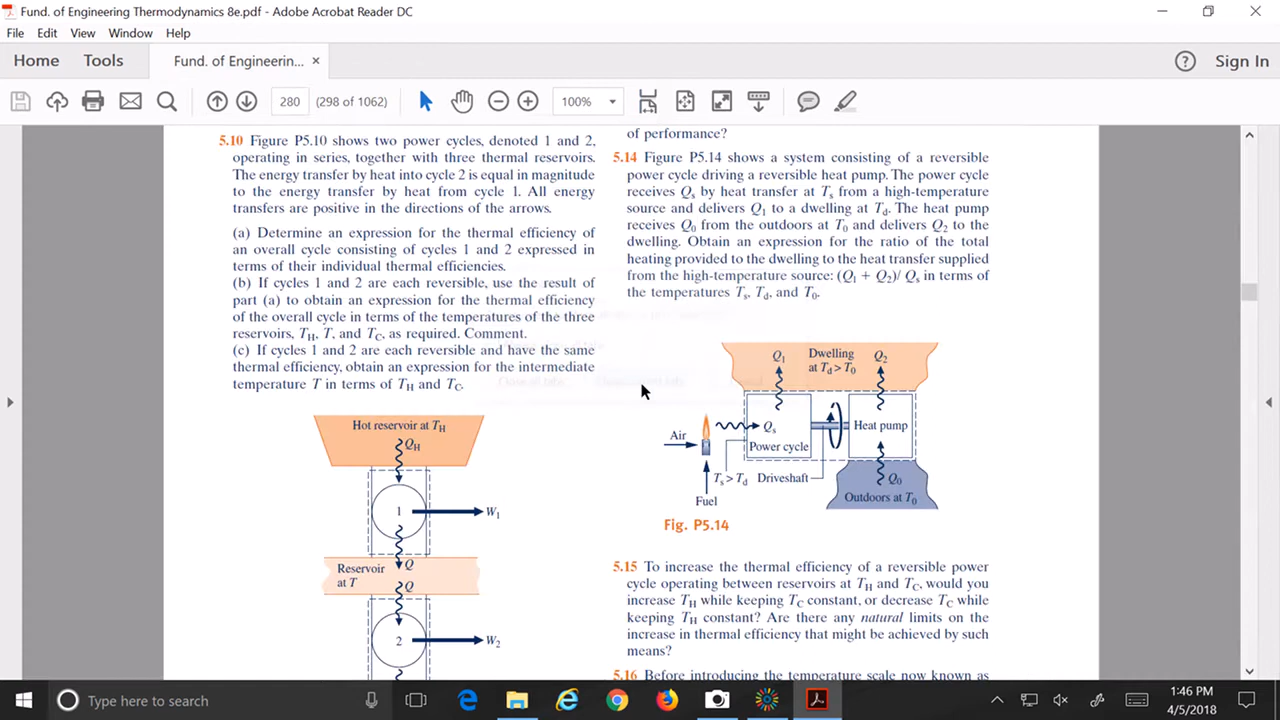 Fund. of Engineering Thermodynamics 8e.pdf - Adobe Acrobat Reader DC
File Edit View Window Help
Home Tools Fund. of Engineerin... × Sign In
280 (298 of 1062) 100%
5.10 Figure P5.10 shows two power cycles, denoted 1 and 2,
operating in series, together with three thermal reservoirs.
The energy transfer by heat into cycle 2 is equal in magnitude
to the energy transfer by heat from cycle 1. All energy
transfers are positive in the directions of the arrows.
(a) Determine an expression for the thermal efficiency of
an overall cycle consisting of cycles 1 and 2 expressed in
terms of their individual thermal efficiencies.
(b) If cycles 1 and 2 are each reversible, use the result of
part (a) to obtain an expression for the thermal efficiency
of the overall cycle in terms of the temperatures of the three
reservoirs, TH, T, and TC, as required. Comment.
(c) If cycles 1 and 2 are each reversible and have the same
thermal efficiency, obtain an expression for the intermediate
temperature T in terms of TH and TC.
Hot reservoir at TH
QH
1
W1
Reservoir
at T
Q
Q
2
W2
of performance?
5.14 Figure P5.14 shows a system consisting of a reversible
power cycle driving a reversible heat pump. The power cycle
receives Qs by heat transfer at Ts from a high-temperature
source and delivers Q1 to a dwelling at Td. The heat pump
receives Q0 from the outdoors at T0 and delivers Q2 to the
dwelling. Obtain an expression for the ratio of the total
heating provided to the dwelling to the heat transfer supplied
from the high-temperature source: (Q1 + Q2)/ Qs in terms of
the temperatures Ts, Td, and T0.
Q1
Dwelling
at Td > T0
Q2
Air
Qs
Power cycle
Heat pump
Ts > Td
Driveshaft
Q0
Fuel
Outdoors at T0
Fig. P5.14
5.15 To increase the thermal efficiency of a reversible power
cycle operating between reservoirs at TH and TC, would you
increase TH while keeping TC constant, or decrease TC while
keeping TH constant? Are there any natural limits on the
increase in thermal efficiency that might be achieved by such
means?
5.16 Before introducing the temperature scale now known as
Type here to search
1:46 PM
4/5/2018